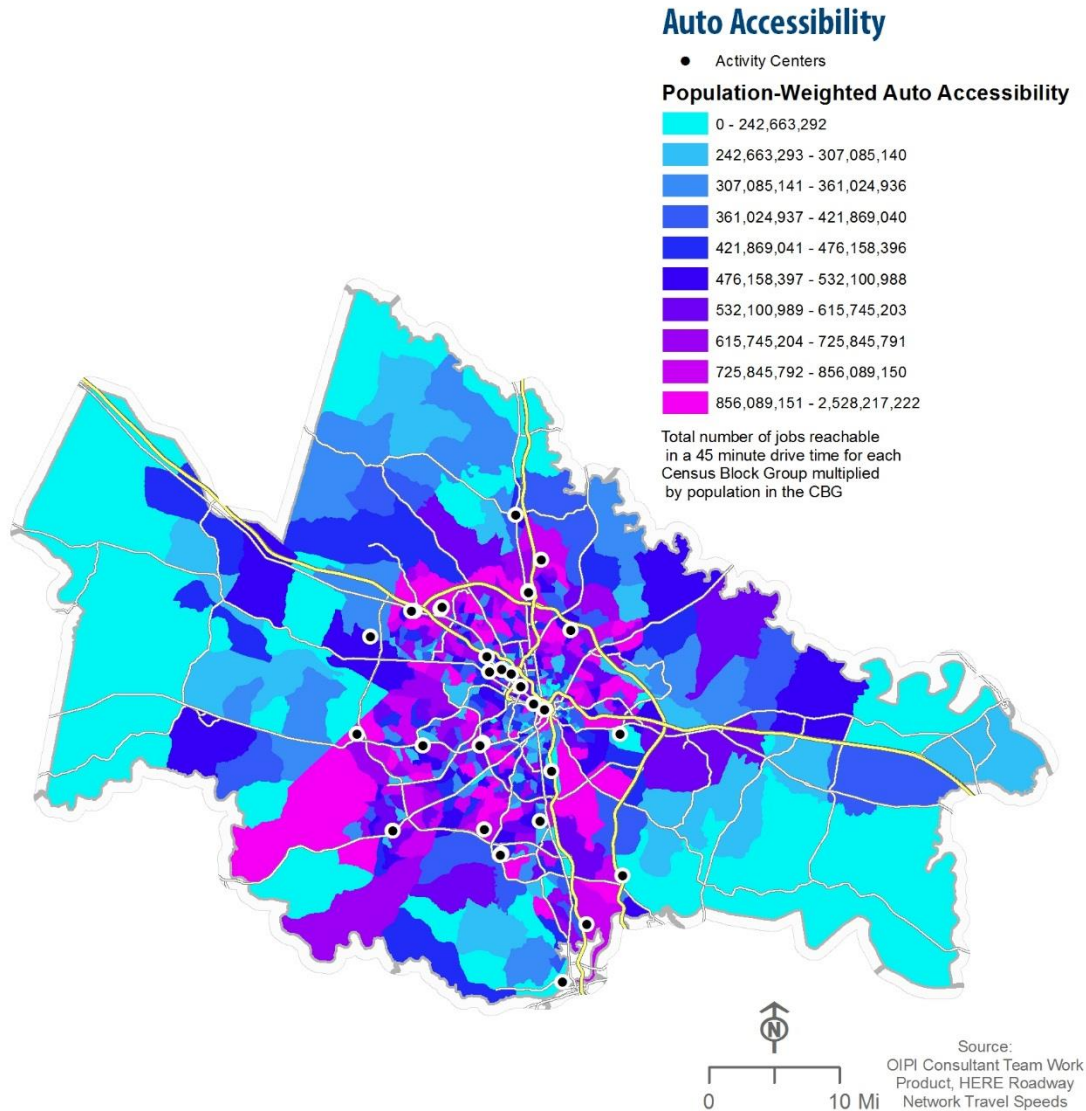 Auto Accessibility
Activity Centers
Population-Weighted Auto Accessibility
0 - 242,663,292
242,663,293 - 307,085,140
307,085,141 - 361,024,936
361,024,937 - 421,869,040
421,869,041 - 476,158,396
476,158,397 - 532,100,988
532,100,989 - 615,745,203
615,745,204 - 725,845,791
725,845,792 - 856,089,150
856,089,151 - 2,528,217,222
Total number of jobs reachable
in a 45 minute drive time for each
Census Block Group multiplied
by population in the CBG
N
0 10 Mi
Source:
OIPI Consultant Team Work
Product, HERE Roadway
Network Travel Speeds